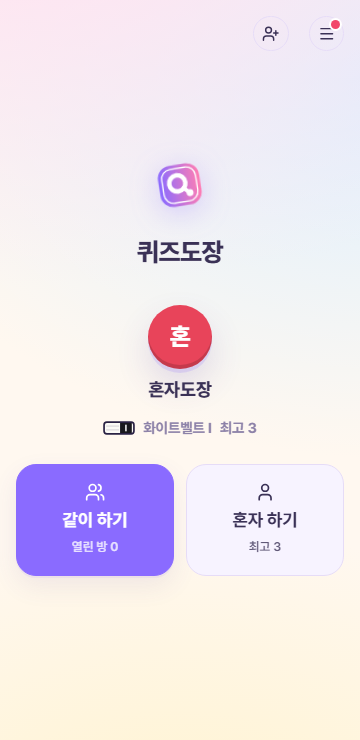 퀴즈도장
혼
혼자도장
화이트벨트 I 최고 3
같이 하기
열린 방 0
혼자 하기
최고 3